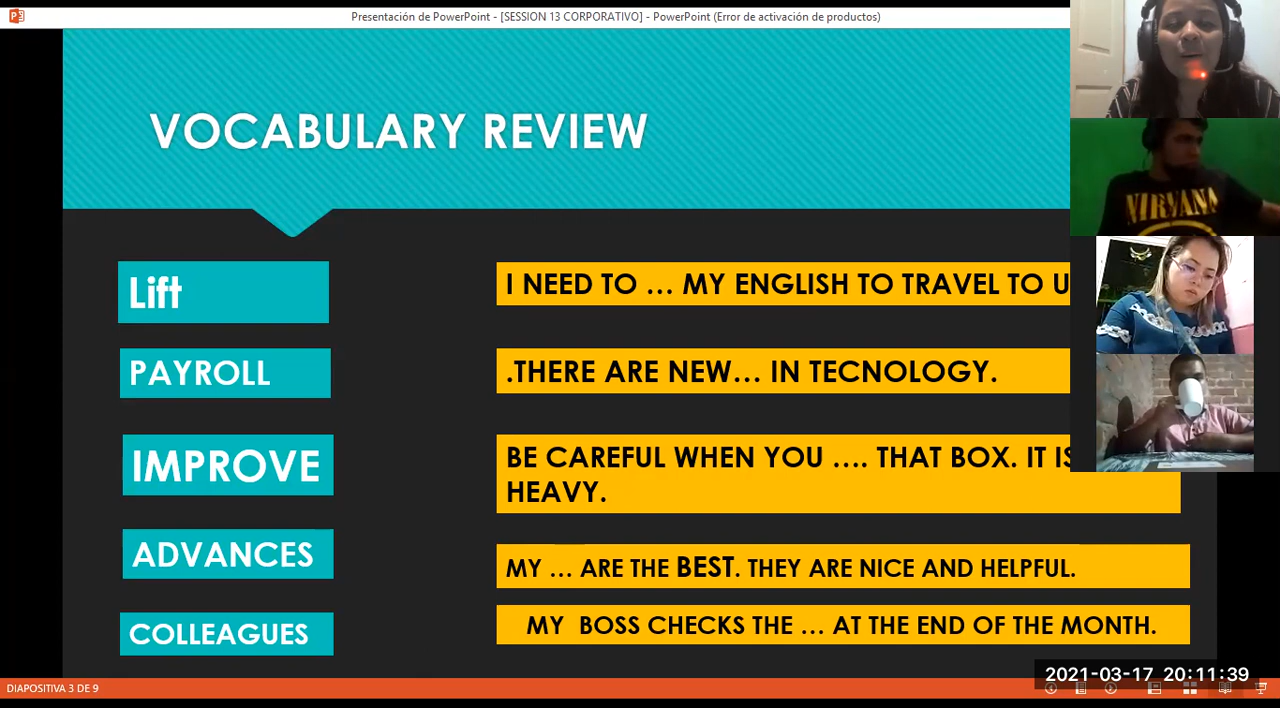 Presentación de PowerPoint - [SESSION 13 CORPORATIVO] - PowerPoint (Error de activación de productos)
VOCABULARY REVIEW
Lift
I NEED TO ... MY ENGLISH TO TRAVEL TO
PAYROLL
.THERE ARE NEW... IN TECNOLOGY.
IMPROVE
BE CAREFUL WHEN YOU .... THAT BOX. IT IS
HEAVY.
ADVANCES
MY ... ARE THE BEST. THEY ARE NICE AND HELPFUL.
COLLEAGUES
MY BOSS CHECKS THE ... AT THE END OF THE MONTH.
NIRVANA
2021-03-17 20:11:39
DIAPOSITIVA 3 DE 9